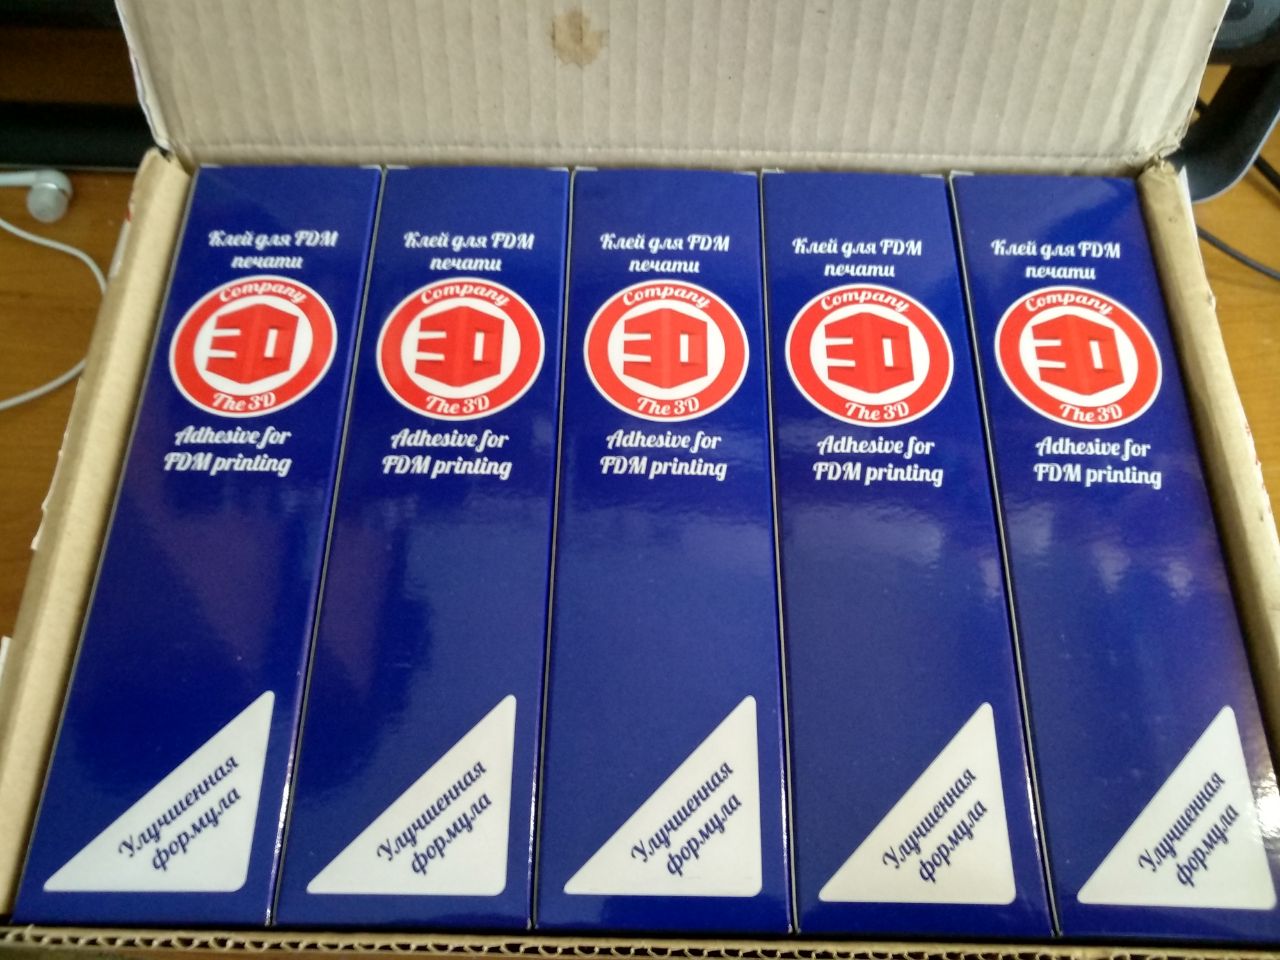 Клей для FDM
печати
Company
3D
The 3D
Adhesive for
FDM printing
Улучшенная
формула
Клей для FDM
печати
Company
3D
The 3D
Adhesive for
FDM printing
Улучшенная
формула
Клей для FDM
печати
Company
3D
The 3D
Adhesive for
FDM printing
Улучшенная
формула
Клей для FDM
печати
Company
3D
The 3D
Adhesive for
FDM printing
Улучшенная
формула
Клей для FDM
печати
Company
3D
The 3D
Adhesive for
FDM printing
Улучшенная
формула